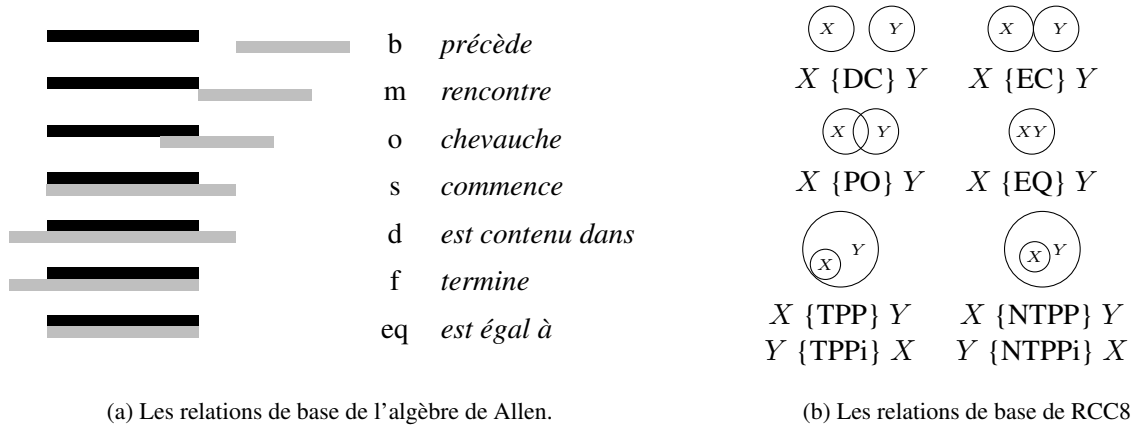 b précède
m rencontre
o chevauche
s commence
d est contenu dans
f termine
eq est égal à
(a) Les relations de base de l'algèbre de Allen.
X Y X Y
X {DC} Y X {EC} Y
X Y XY
X {PO} Y X {EQ} Y
X Y X Y
X {TPP} Y X {NTPP} Y
Y {TPPi} X Y {NTPPi} X
(b) Les relations de base de RCC8